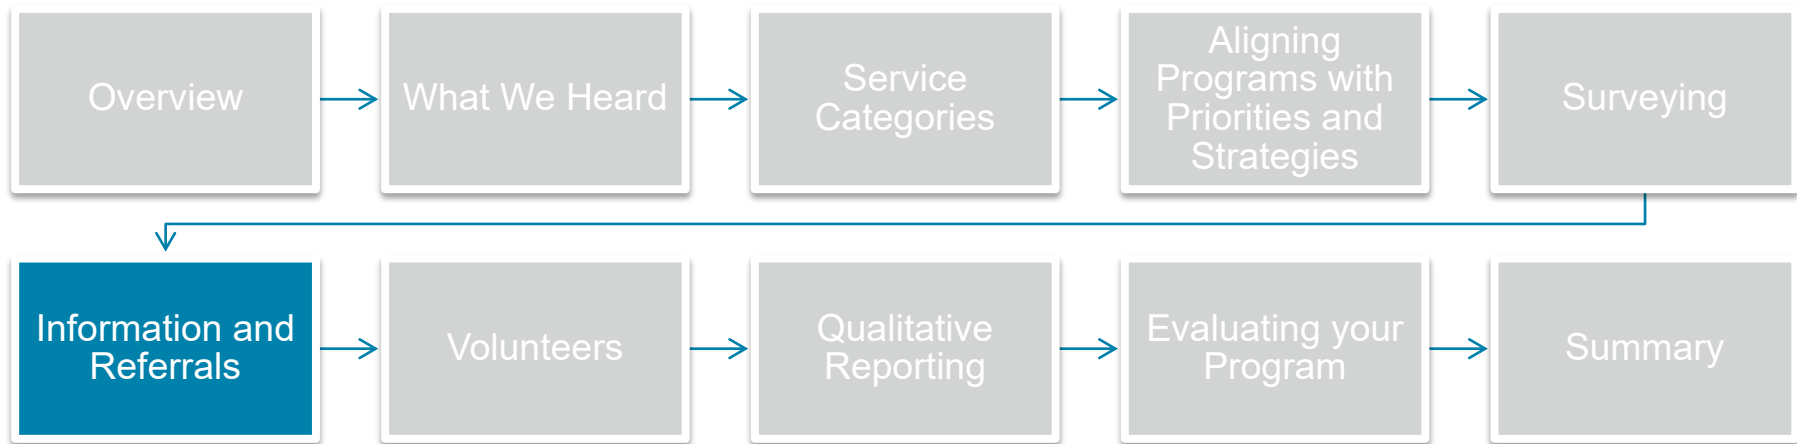 Overview
What We Heard
Service
Categories
Aligning
Programs with
Priorities and
Strategies
Surveying
Information and
Referrals
Volunteers
Qualitative
Reporting
Evaluating your
Program
Summary